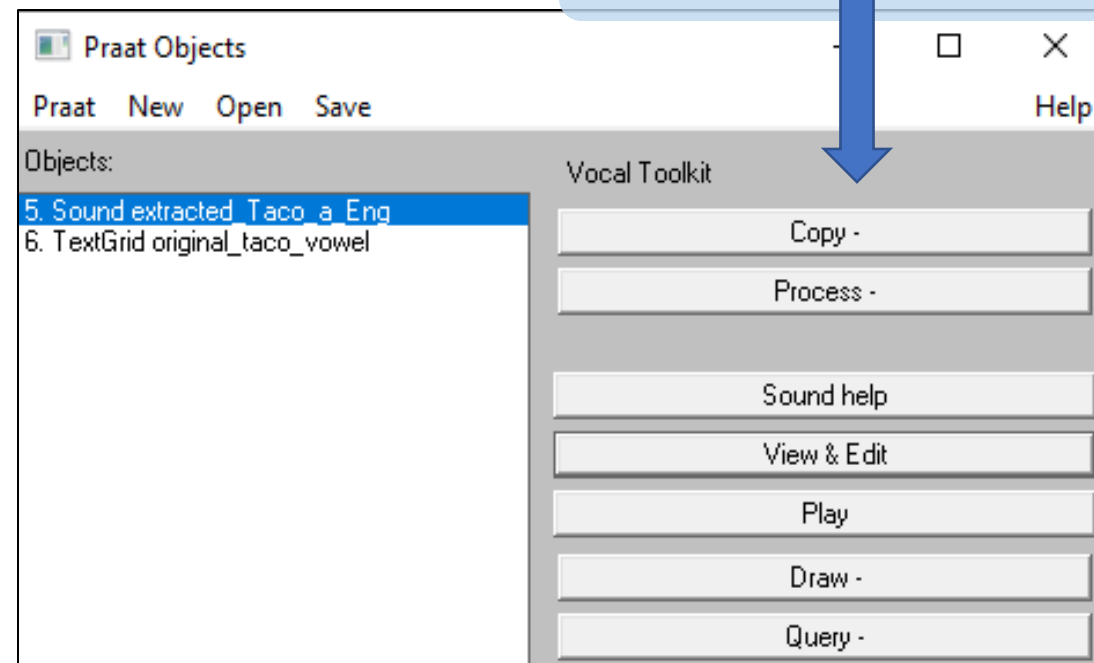 Praat Objects
Praat New Open Save Help
Objects:
5. Sound extracted_Taco_a_Eng
6. TextGrid original_taco_vowel
Vocal Toolkit
Copy -
Process -
Sound help
View & Edit
Play
Draw -
Query -